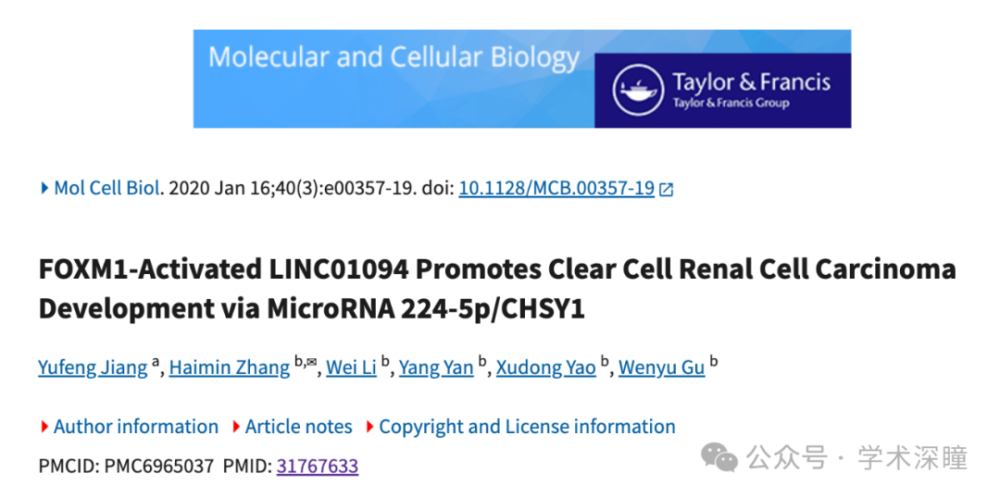 Molecular and Cellular Biology
Taylor & Francis
Taylor & Francis Group
Mol Cell Biol. 2020 Jan 16;40(3):e00357-19. doi: 10.1128/MCB.00357-19
FOXM1-Activated LINC01094 Promotes Clear Cell Renal Cell Carcinoma
Development via MicroRNA 224-5p/CHSY1
Yufeng Jiang a, Haimin Zhang b,✉, Wei Li b, Yang Yan b, Xudong Yao b, Wenyu Gu b
Author information Article notes Copyright and License information
PMCID: PMC6965037 PMID: 31767633
公众号 · 学术深瞳